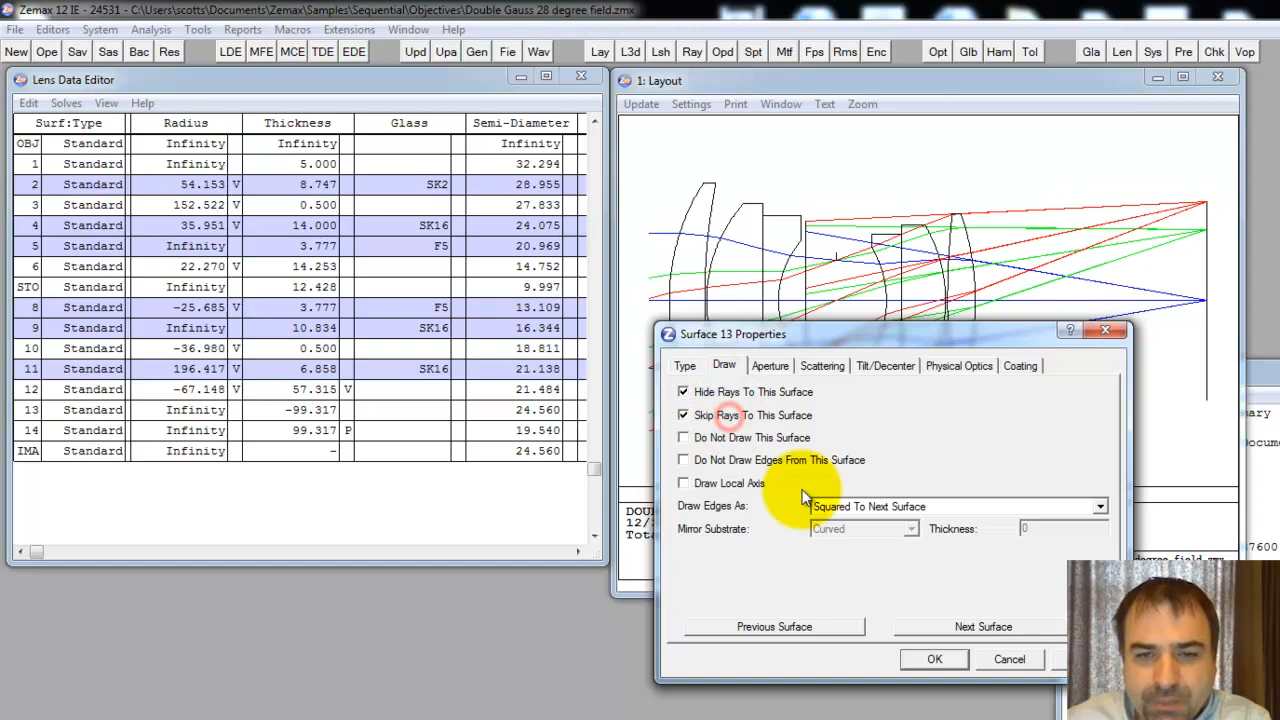 Zemax 12 IE - 24531 - C:\Users\scotts\Documents\Zemax\Samples\Sequential\Objectives\Double Gauss 28 degree field.zmx
File Editors System Analysis Tools Reports Macros Extensions Window Help
New Ope Sav Sas Bac Res LDE MFE MCE TDE EDE Upd Upa Gen Fie Wav Lay L3d Lsh Ray Opd Spt Mtf Fps Rms Enc Opt Glb Ham Tol Gla Len Sys Pre Chk Vop
Lens Data Editor
Edit Solves View Help
Surf:Type Radius Thickness Glass Semi-Diameter
OBJ Standard Infinity Infinity Infinity
1 Standard Infinity 5.000 32.294
2 Standard 54.153 V 8.747 SK2 28.955
3 Standard 152.522 V 0.500 27.833
4 Standard 35.951 V 14.000 SK16 24.075
5 Standard Infinity 3.777 F5 20.969
6 Standard 22.270 V 14.253 14.752
STO Standard Infinity 12.428 9.997
8 Standard -25.685 V 3.777 F5 13.109
9 Standard Infinity 10.834 SK16 16.344
10 Standard -36.980 V 0.500 18.811
11 Standard 196.417 V 6.858 SK16 21.138
12 Standard -67.148 V 57.315 V 21.484
13 Standard Infinity -99.317 24.560
14 Standard Infinity 99.317 P 19.540
IMA Standard Infinity - 24.560
1: Layout
Update Settings Print Window Text Zoom
DOU
12/
Tota
Surface 13 Properties
Type Draw Aperture Scattering Tilt/Decenter Physical Optics Coating
Hide Rays To This Surface
Skip Rays To This Surface
Do Not Draw This Surface
Do Not Draw Edges From This Surface
Draw Local Axis
Draw Edges As: Squared To Next Surface
Mirror Substrate: Curved Thickness: 0
Previous Surface Next Surface
OK Cancel
mary
Docum
47600